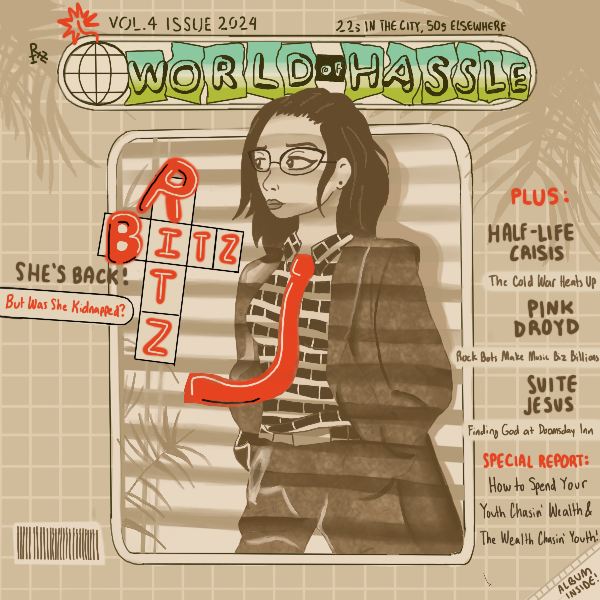 VOL.4 ISSUE 2024
22s IN THE CITY, 50s ELSEWHERE
WORLD OF HASSLE
RITZ
BITZ
SHE'S BACK!
But Was She Kidnapped?
PLUS:
HALF-LIFE
CRISIS
The Cold War Heats Up
PINK
DROYD
Rock Bots Make Music Biz Billions
SUITE
JESUS
Finding God at Doomsday Inn
SPECIAL REPORT:
How to Spend Your
Youth Chasin' Wealth &
The Wealth Chasin' Youth!
ALBUM
INSIDE!